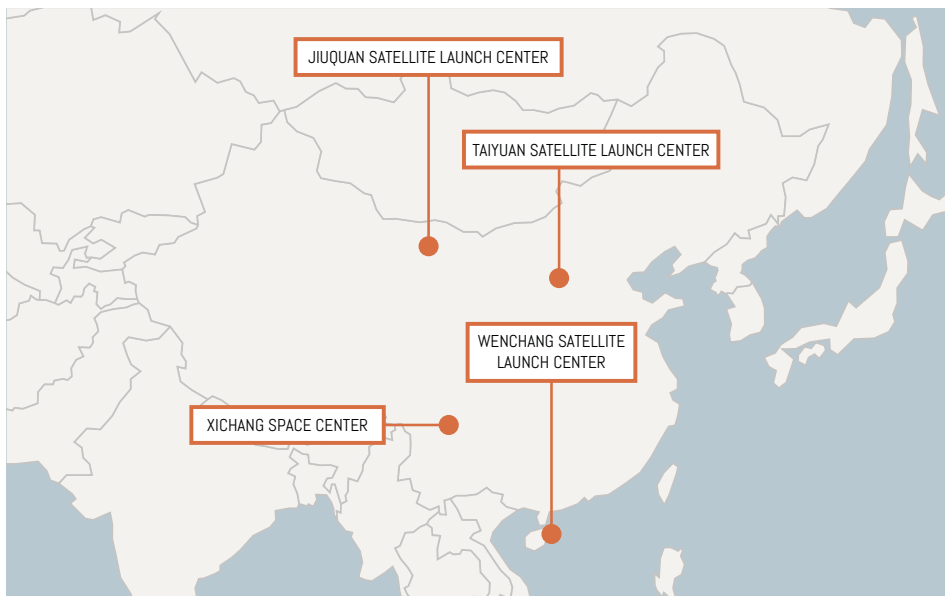 JIUQUAN SATELLITE LAUNCH CENTER
TAIYUAN SATELLITE LAUNCH CENTER
WENCHANG SATELLITE
LAUNCH CENTER
XICHANG SPACE CENTER